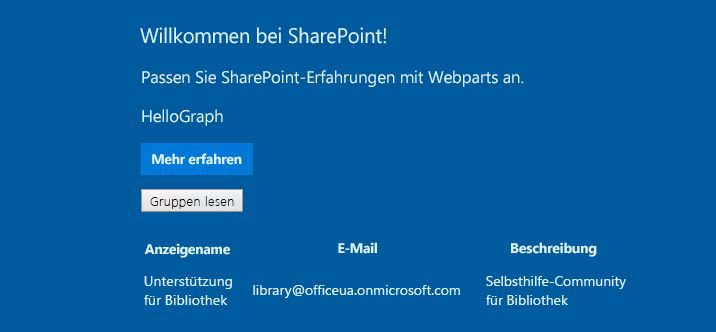 Willkommen bei SharePoint!
Passen Sie SharePoint-Erfahrungen mit Webparts an.
HelloGraph
Mehr erfahren
Gruppen lesen
Anzeigename E-Mail Beschreibung
Unterstützung für Bibliothek library@officeua.onmicrosoft.com Selbsthilfe-Community für Bibliothek